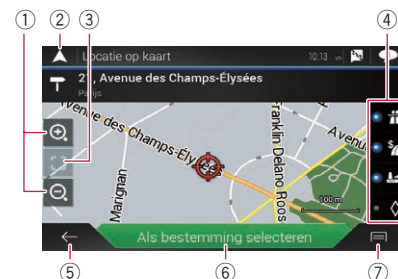 ① ② ③ ④
Locatie op kaart 10:13
21, Avenue des Champs-Élysées
Parijs
Avenue des Champs-Élysées
Marignan
Franklin Delano Roos
Avenu
100 m
Als bestemming selecteren
⑤ ⑥ ⑦